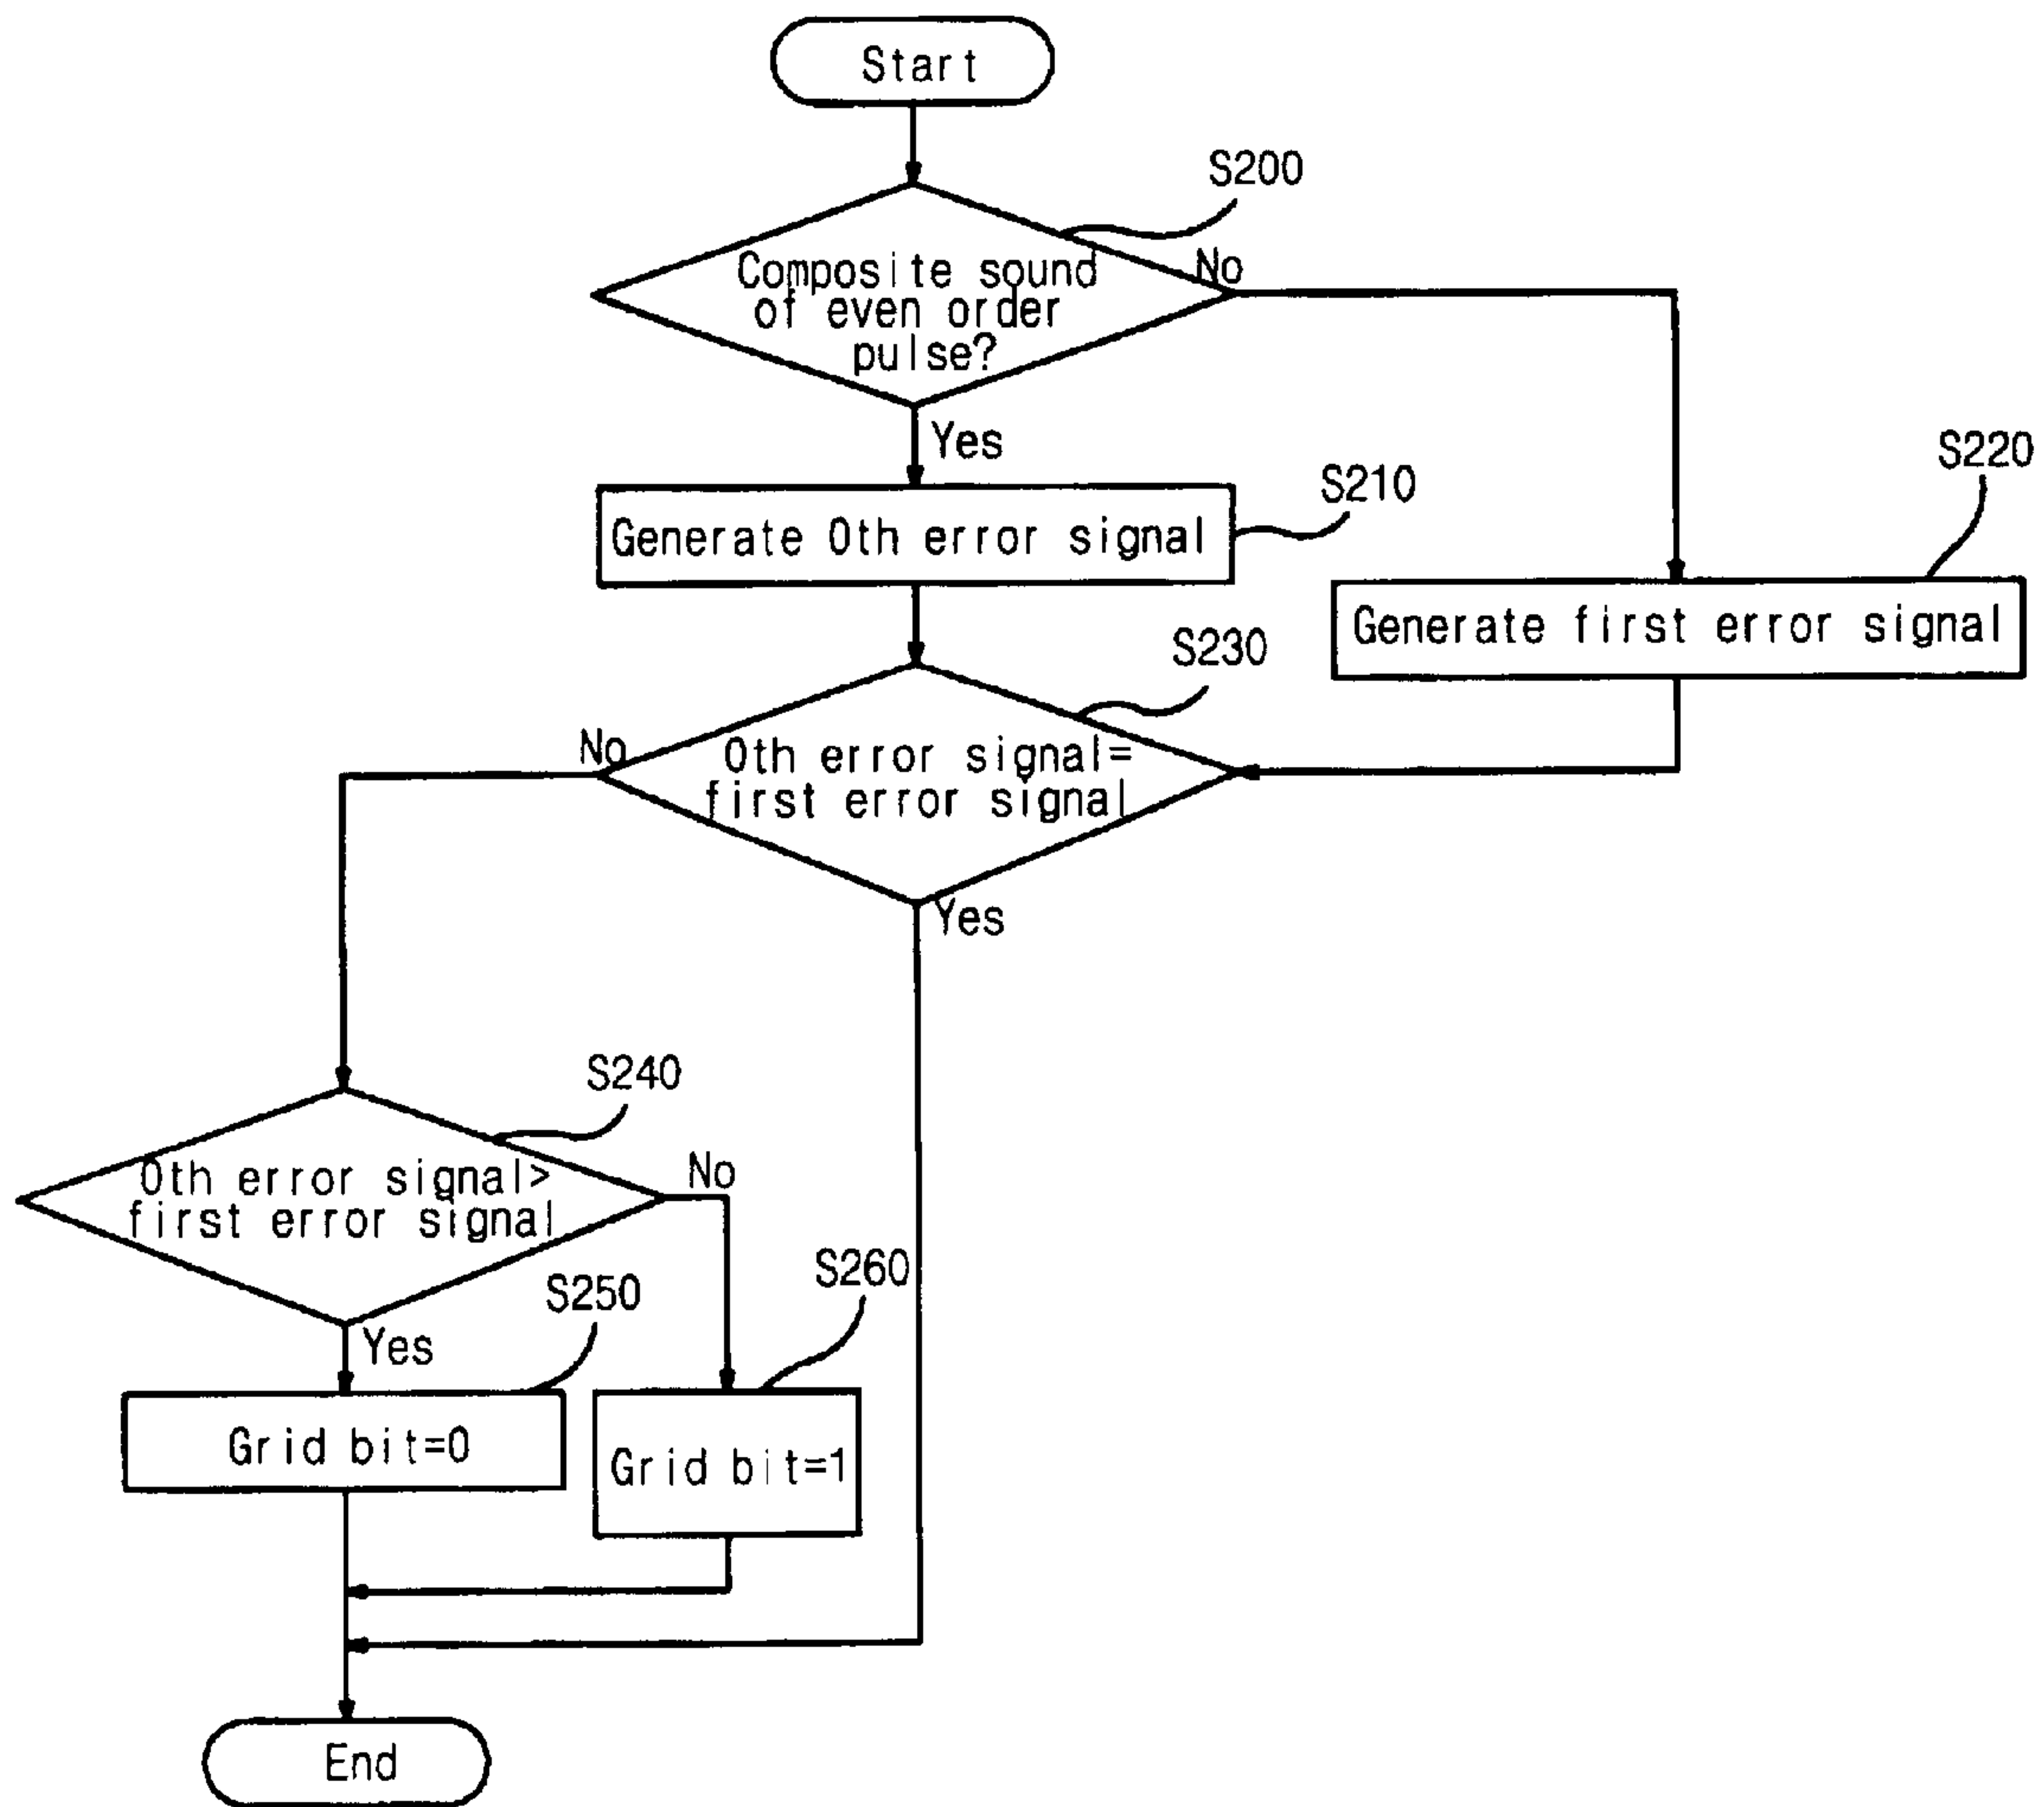 Start
S200
Composite sound
of even order
pulse?
No
Yes
S210
Generate 0th error signal
S220
Generate first error signal
S230
No
0th error signal=
first error signal
Yes
S240
0th error signal>
first error signal
No
Yes
S250
Grid bit=0
S260
Grid bit=1
End